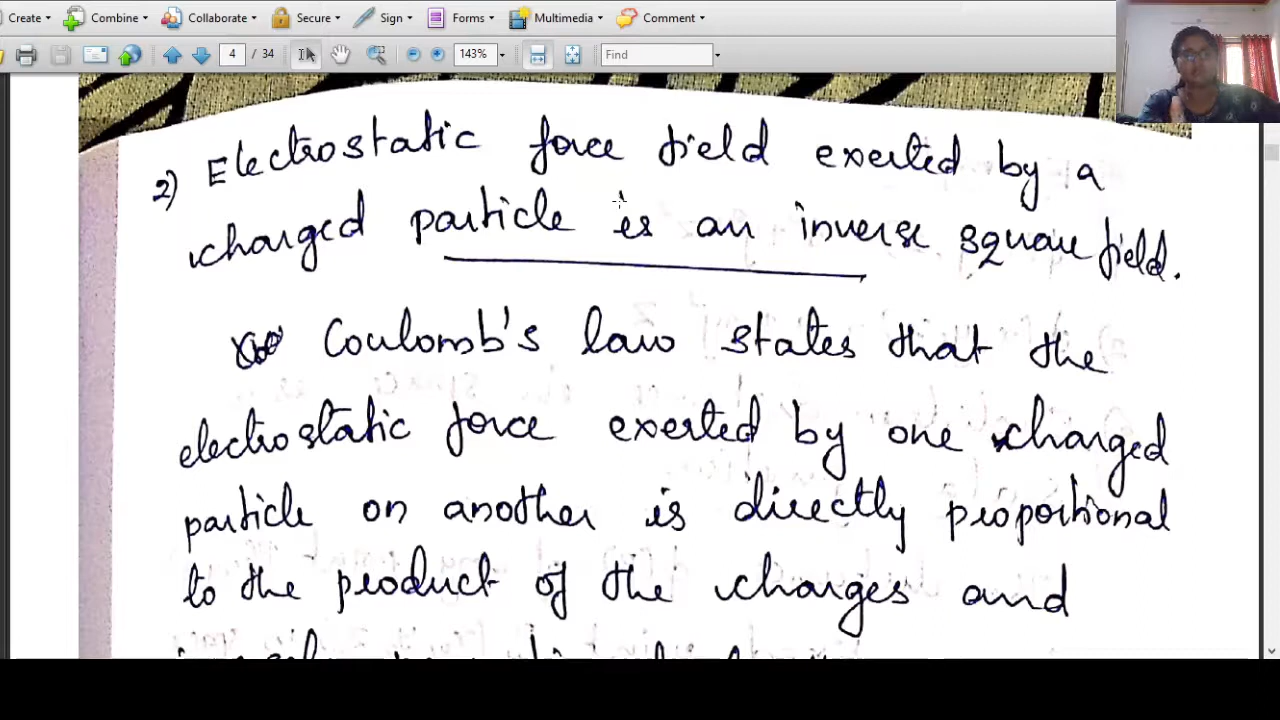 Create Combine Collaborate Secure Sign Forms Multimedia Comment
4 / 34 143% Find
2) Electrostatic force field exerted by a
charged particle is an inverse square field.
Coulomb's law states that the
electrostatic force exerted by one charged
particle on another is directly proportional
to the product of the charges and